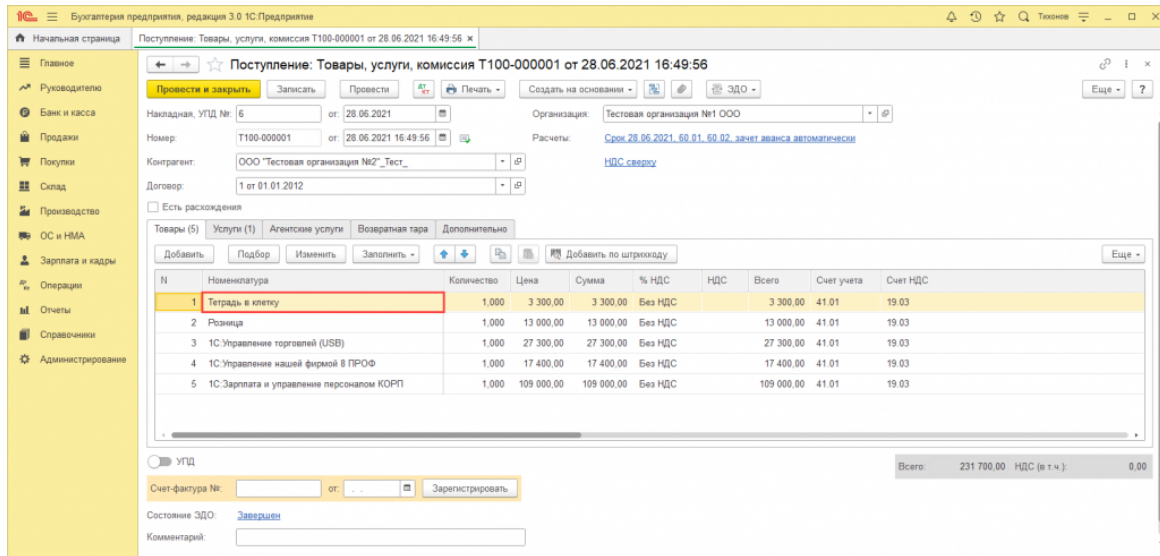 1С Бухгалтерия предприятия, редакция 3.0 1С:Предприятие Тихонов
Начальная страница Поступление: Товары, услуги, комиссия Т100-000001 от 28.06.2021 16:49:56 ×
Главное
Руководителю
Банк и касса
Продажи
Покупки
Склад
Производство
ОС и НМА
Зарплата и кадры
Операции
Отчеты
Справочники
Администрирование
Поступление: Товары, услуги, комиссия Т100-000001 от 28.06.2021 16:49:56
Провести и закрыть Записать Провести Дт Кт Печать Создать на основании ЭДО Еще ?
Накладная, УПД №: 6 от: 28.06.2021 Организация: Тестовая организация №1 ООО
Номер: Т100-000001 от: 28.06.2021 16:49:56 Расчеты: Срок 28.06.2021, 60.01, 60.02, зачет аванса автоматически
Контрагент: ООО "Тестовая организация №2"_Тест_ НДС сверху
Договор: 1 от 01.01.2012
Есть расхождения
Товары (5) Услуги (1) Агентские услуги Возвратная тара Дополнительно
Добавить Подбор Изменить Заполнить Добавить по штрихкоду Еще
N Номенклатура Количество Цена Сумма % НДС НДС Всего Счет учета Счет НДС
1 Тетрадь в клетку 1,000 3 300,00 3 300,00 Без НДС 3 300,00 41.01 19.03
2 Розница 1,000 13 000,00 13 000,00 Без НДС 13 000,00 41.01 19.03
3 1С:Управление торговлей (USB) 1,000 27 300,00 27 300,00 Без НДС 27 300,00 41.01 19.03
4 1С:Управление нашей фирмой 8 ПРОФ 1,000 17 400,00 17 400,00 Без НДС 17 400,00 41.01 19.03
5 1С:Зарплата и управление персоналом КОРП 1,000 109 000,00 109 000,00 Без НДС 109 000,00 41.01 19.03
УПД Всего: 231 700,00 НДС (в т.ч.): 0,00
Счет-фактура №: от: . . Зарегистрировать
Состояние ЭДО: Завершен
Комментарий: